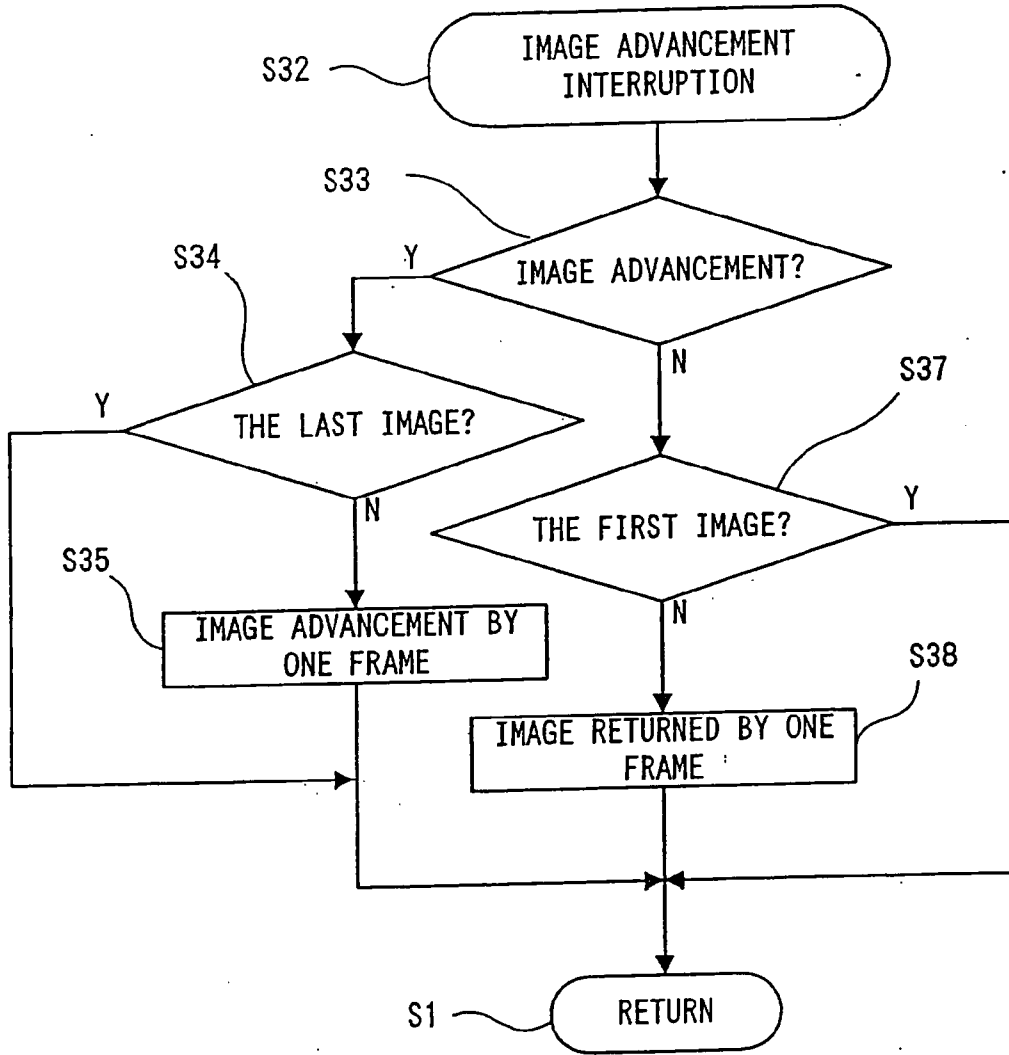 IMAGE ADVANCEMENT
INTERRUPTION
S32
S33
Y
IMAGE ADVANCEMENT?
S34
N
S37
Y
THE LAST IMAGE?
Y
N
THE FIRST IMAGE?
S35
IMAGE ADVANCEMENT BY
ONE FRAME
N
S38
IMAGE RETURNED BY ONE
FRAME
S1
RETURN